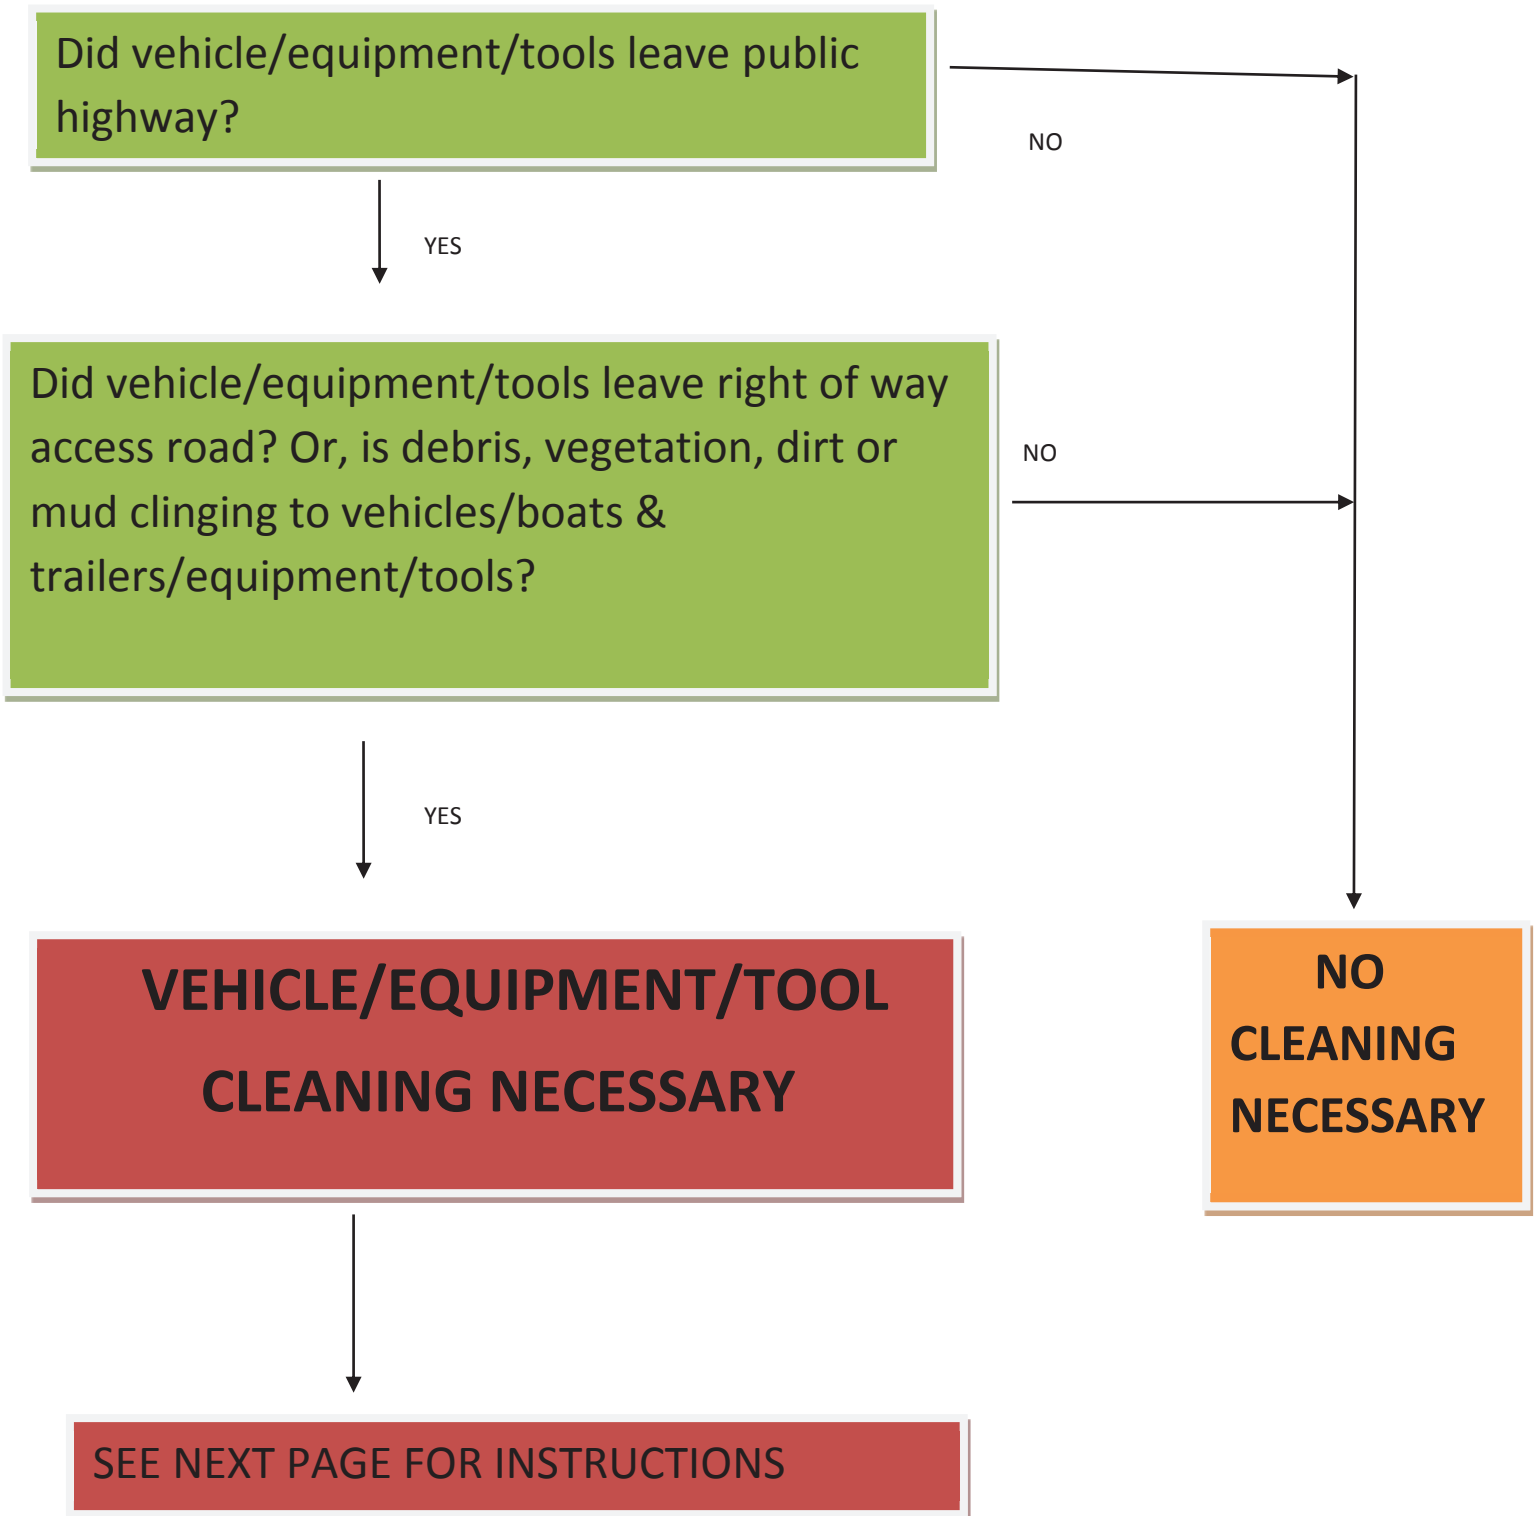 Did vehicle/equipment/tools leave public
highway?
NO
YES
Did vehicle/equipment/tools leave right of way
access road? Or, is debris, vegetation, dirt or
mud clinging to vehicles/boats &
trailers/equipment/tools?
NO
YES
VEHICLE/EQUIPMENT/TOOL
CLEANING NECESSARY
NO
CLEANING
NECESSARY
SEE NEXT PAGE FOR INSTRUCTIONS